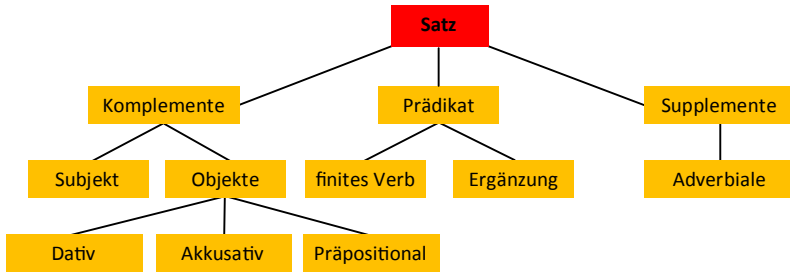 Satz
Komplemente
Prädikat
Supplemente
Subjekt
Objekte
finites Verb
Ergänzung
Adverbiale
Dativ
Akkusativ
Präpositional